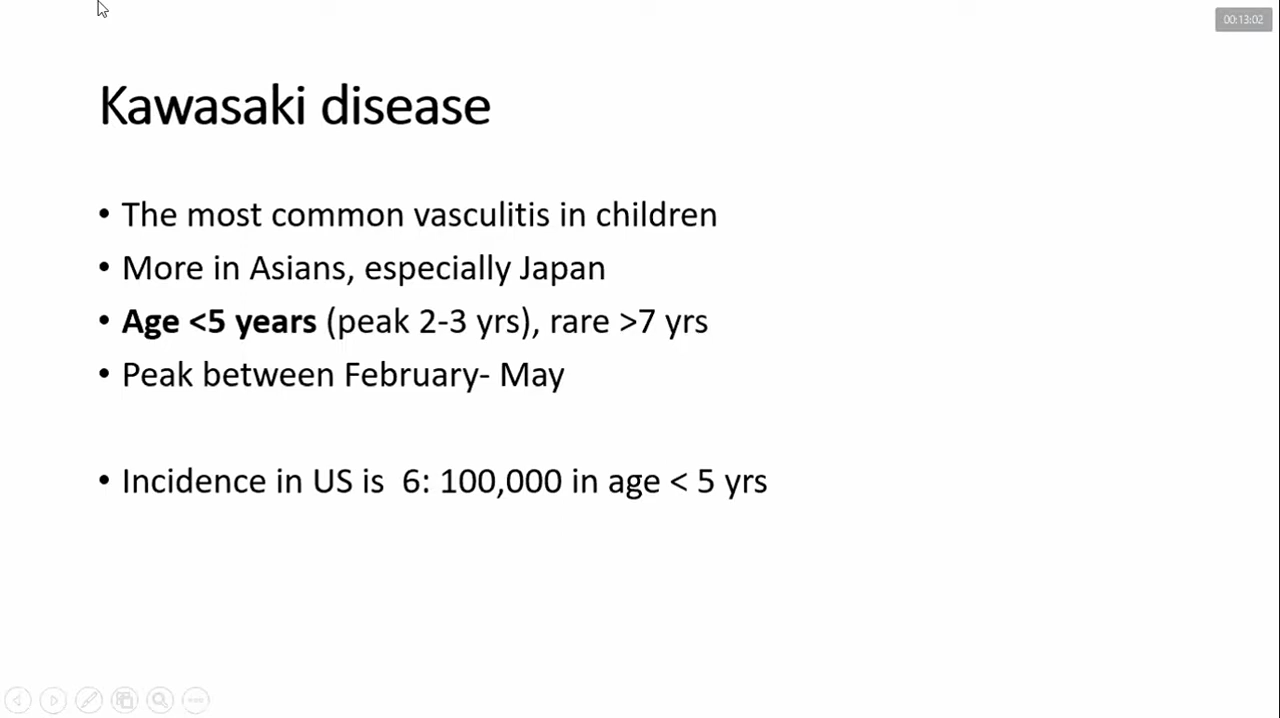 00:13:02
Kawasaki disease
• The most common vasculitis in children
• More in Asians, especially Japan
• Age <5 years (peak 2-3 yrs), rare >7 yrs
• Peak between February- May
• Incidence in US is  6: 100,000 in age < 5 yrs